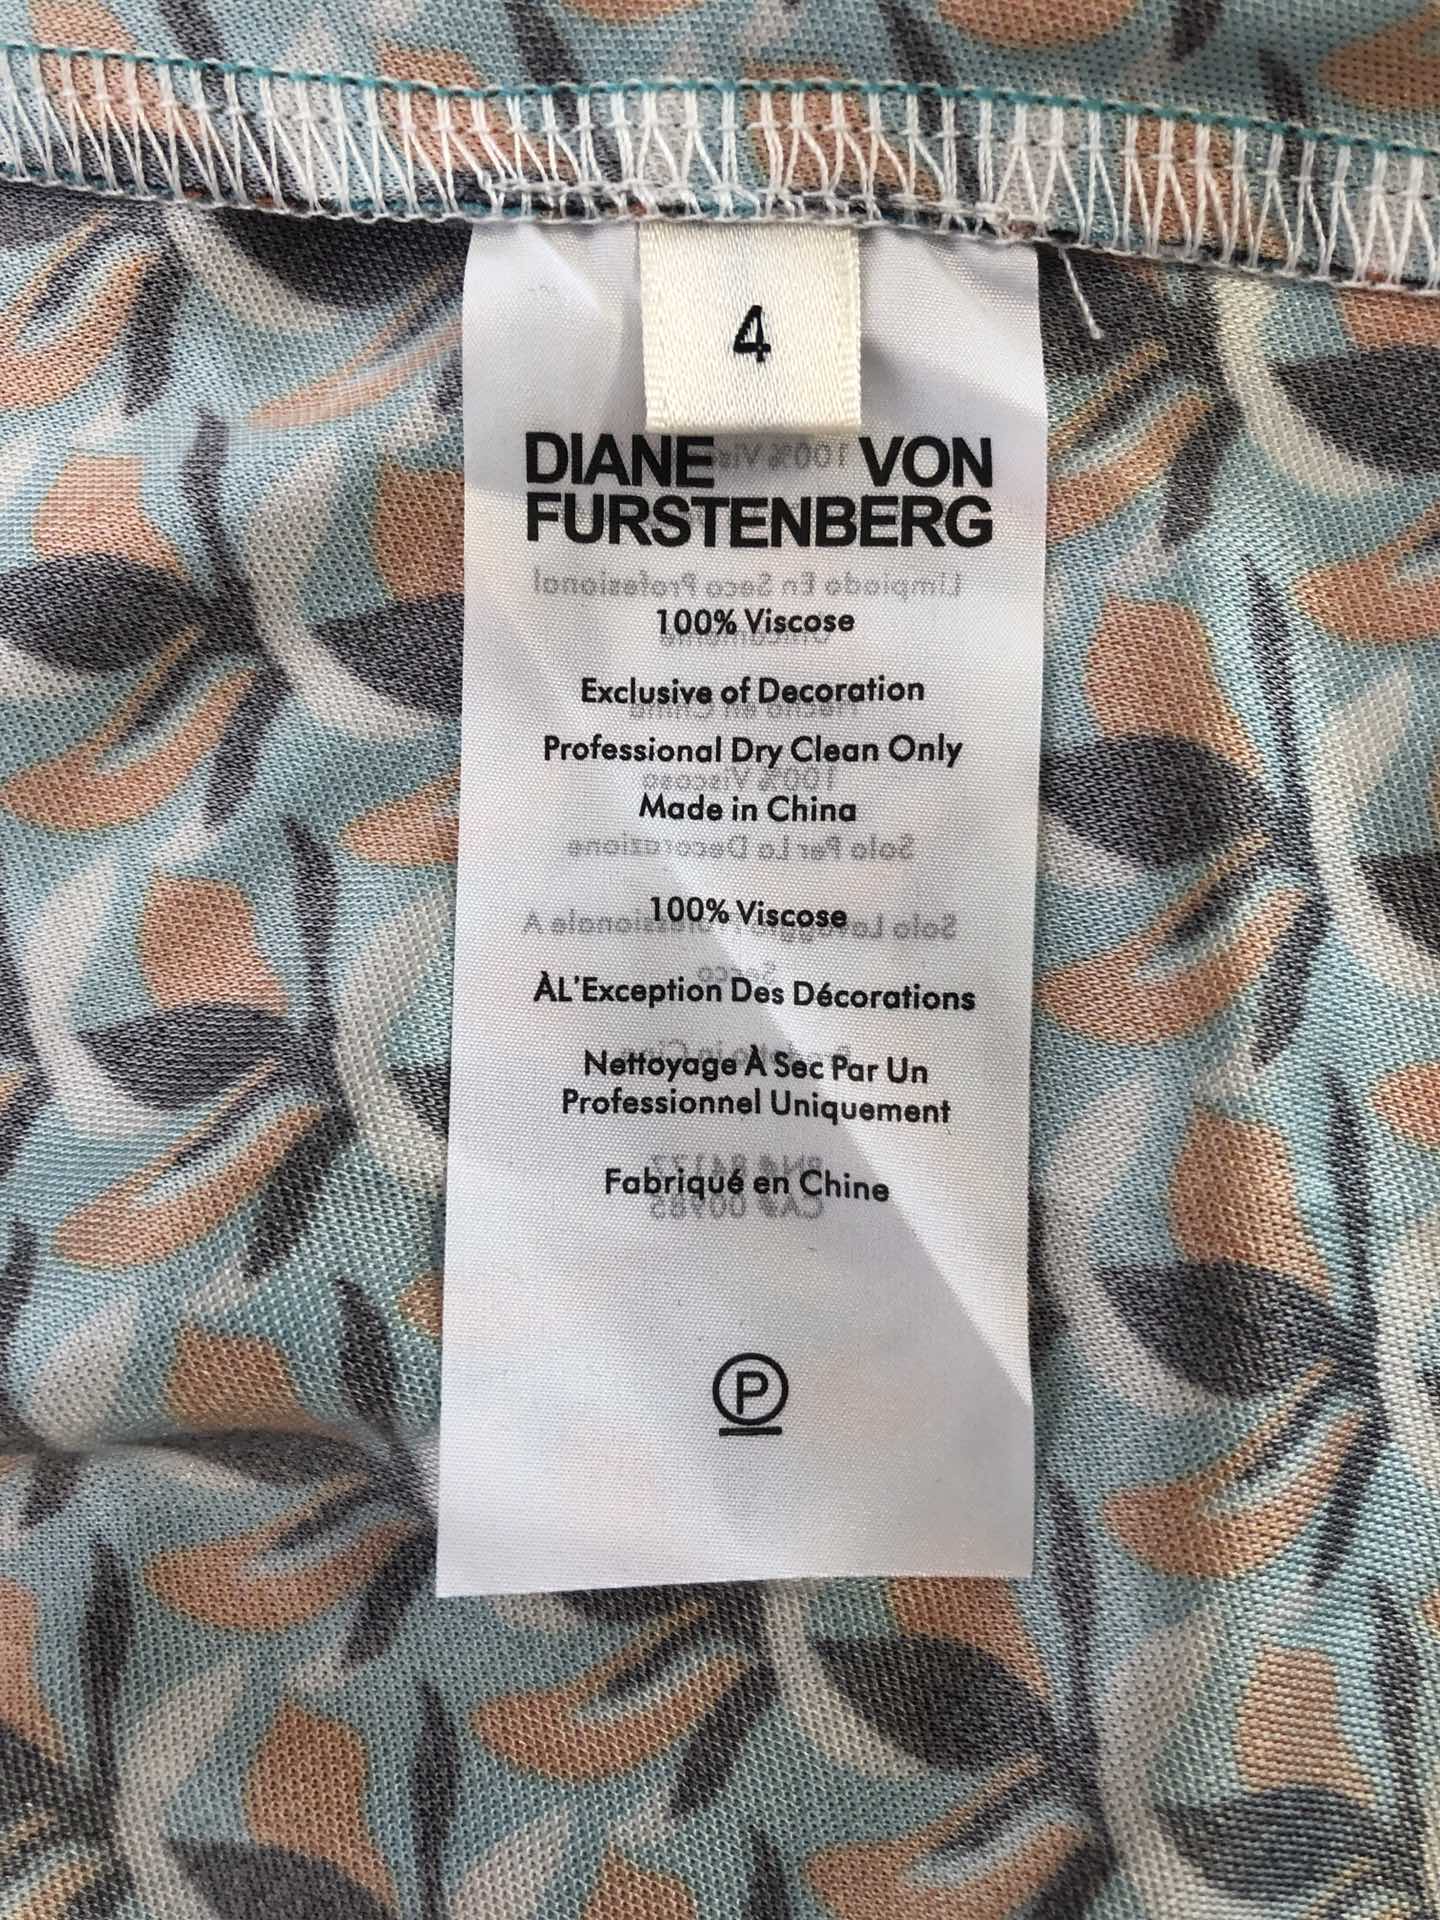 4
DIANE VON
FURSTENBERG
100% Viscose
Exclusive of Decoration
Professional Dry Clean Only
Made in China
100% Viscose
ÀL'Exception Des Décorations
Nettoyage À Sec Par Un
Professionnel Uniquement
Fabriqué en Chine
P